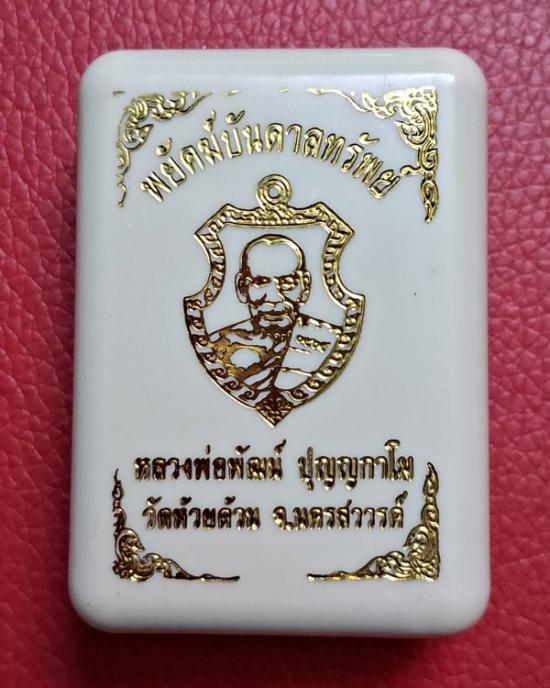 พยัคฆ์บันดาลทรัพย์
หลวงพ่อพัฒน์ ปุญญกาโม
วัดห้วยด้วน จ.นครสวรรค์